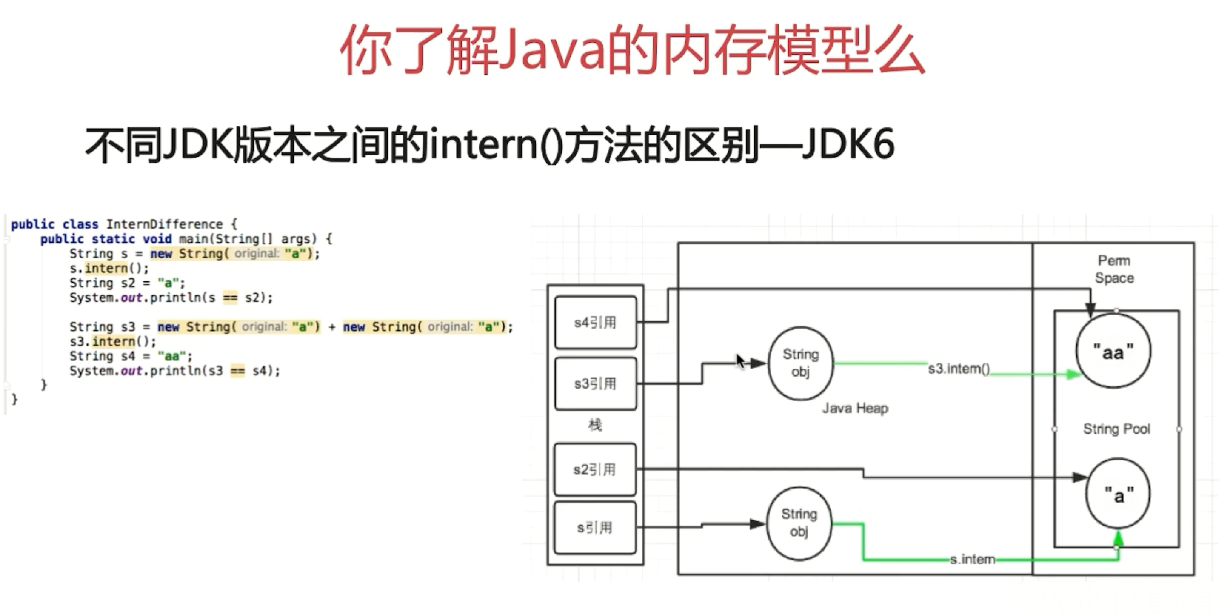 你了解Java的内存模型么
不同JDK版本之间的intern()方法的区别—JDK6
public class InternDifference {
public static void main(String[] args) {
String s = new String( original: "a");
s.intern();
String s2 = "a";
System.out.println(s == s2);
String s3 = new String( original: "a") + new String( original: "a");
s3.intern();
String s4 = "aa";
System.out.println(s3 == s4);
}
}
s4引用
s3引用
栈
s2引用
s引用
String
obj
Java Heap
s3.intern()
String
obj
s.intern
Perm
Space
"aa"
String Pool
"a"